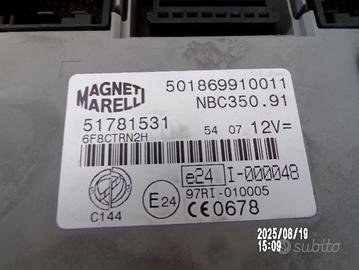 MAGNETI
MARELLI
501869910011
NBC350.91
51781531
54 07 12V=
6F8CTRN2H
e24 I-000048
97RI-010005
C144
E24
CE0678
2025/08/19
15:09
subito